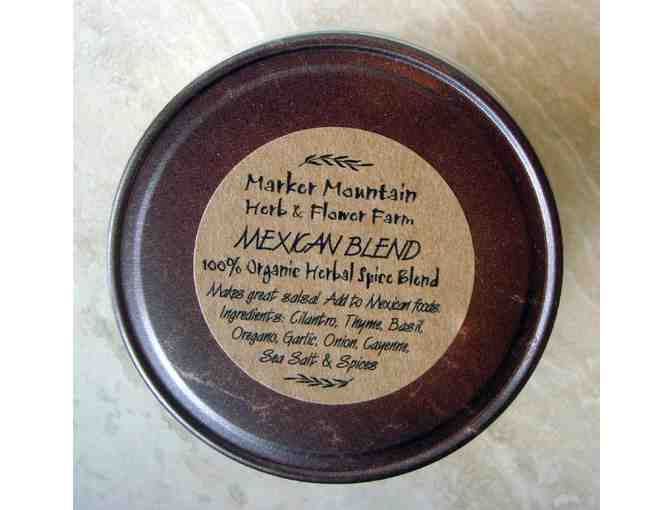 Marker Mountain
Herb & Flower Farm
MEXICAN BLEND
100% Organic Herbal Spice Blend
Makes great salsa! Add to Mexican foods.
Ingredients: Cilantro, Thyme, Basil,
Oregano, Garlic, Onion, Cayenne,
Sea Salt & Spices